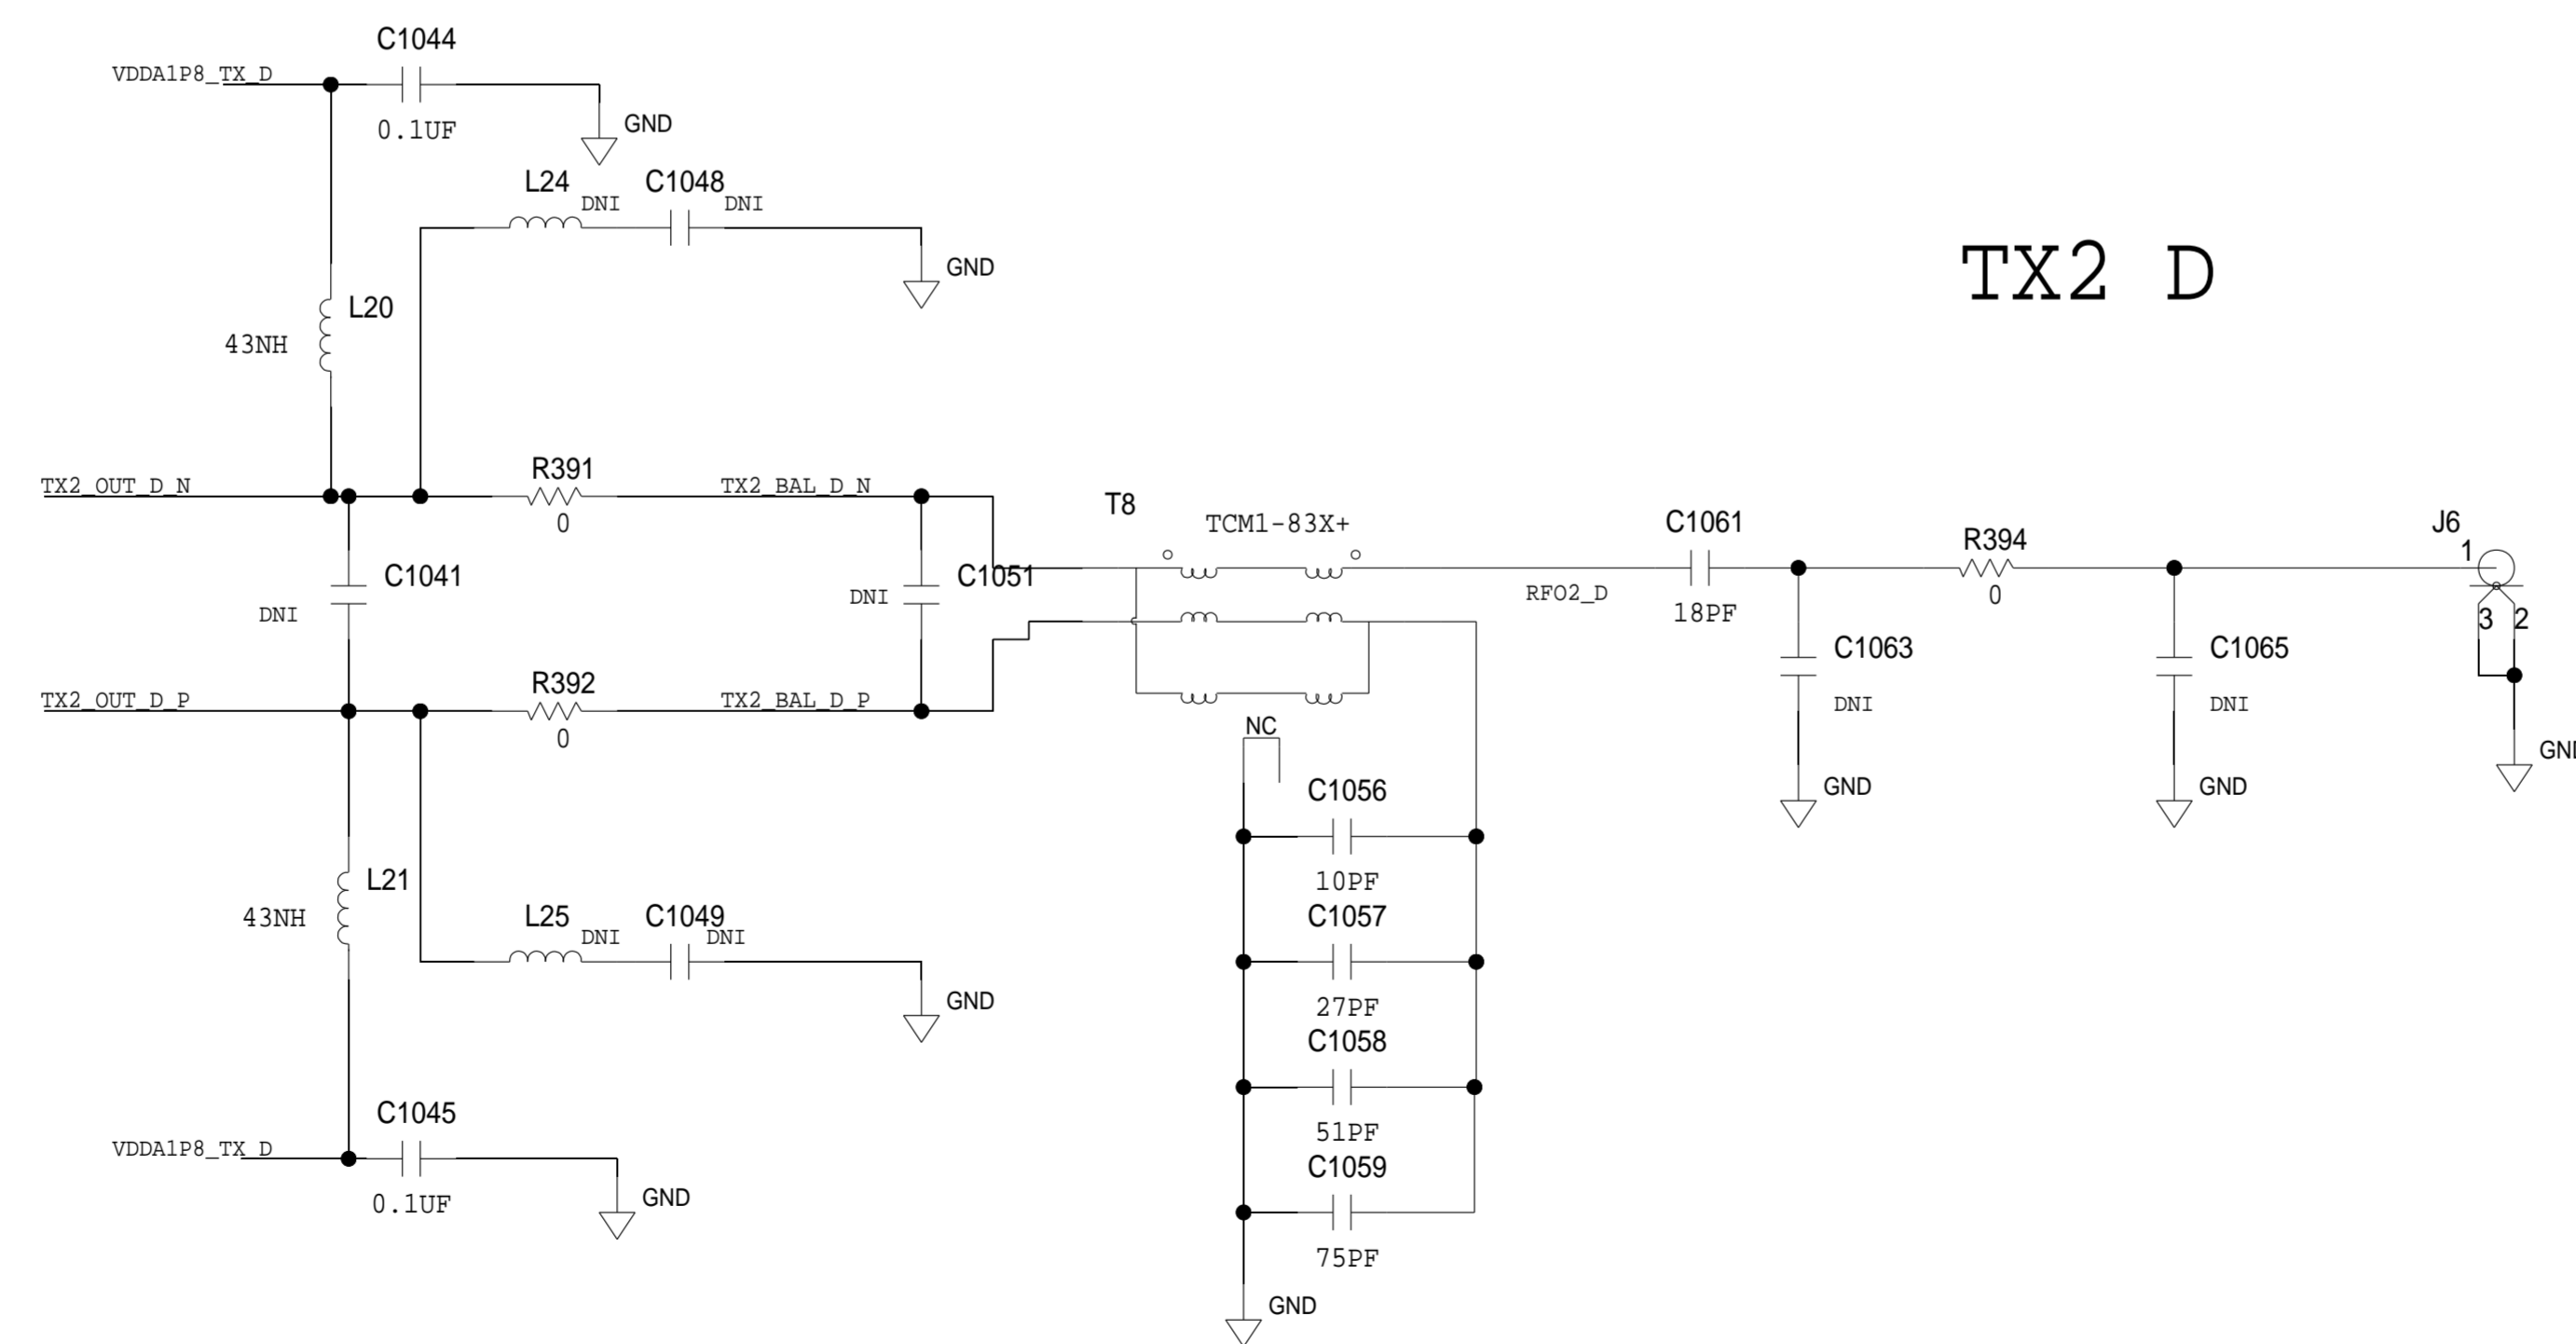 C1044
VDDA1P8_TX_D
0.1UF
GND
L24
DNI
C1048
DNI
GND
TX2 D
L20
43NH
TX2_OUT_D_N
R391
0
TX2_BAL_D_N
T8
TCM1-83X+
C1061
18PF
RFO2_D
R394
0
J6
1
3
2
C1041
DNI
C1051
DNI
C1063
DNI
GND
C1065
DNI
GND
TX2_OUT_D_P
R392
0
TX2_BAL_D_P
NC
C1056
10PF
L21
43NH
L25
DNI
C1049
DNI
GND
C1057
27PF
C1058
51PF
C1045
VDDA1P8_TX_D
0.1UF
GND
C1059
75PF
GND